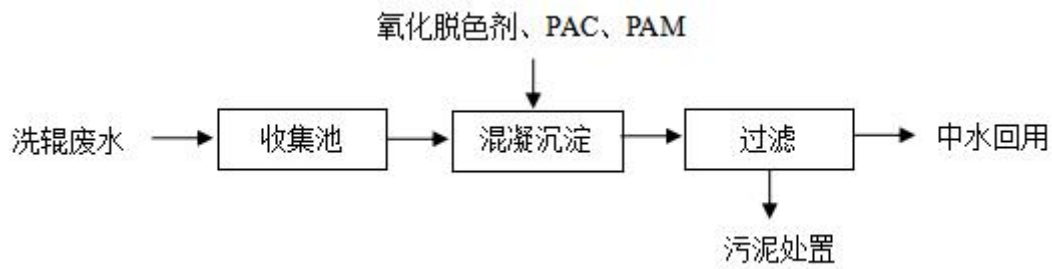 氧化脱色剂、PAC、PAM
洗辊废水
收集池
混凝沉淀
过滤
中水回用
污泥处置